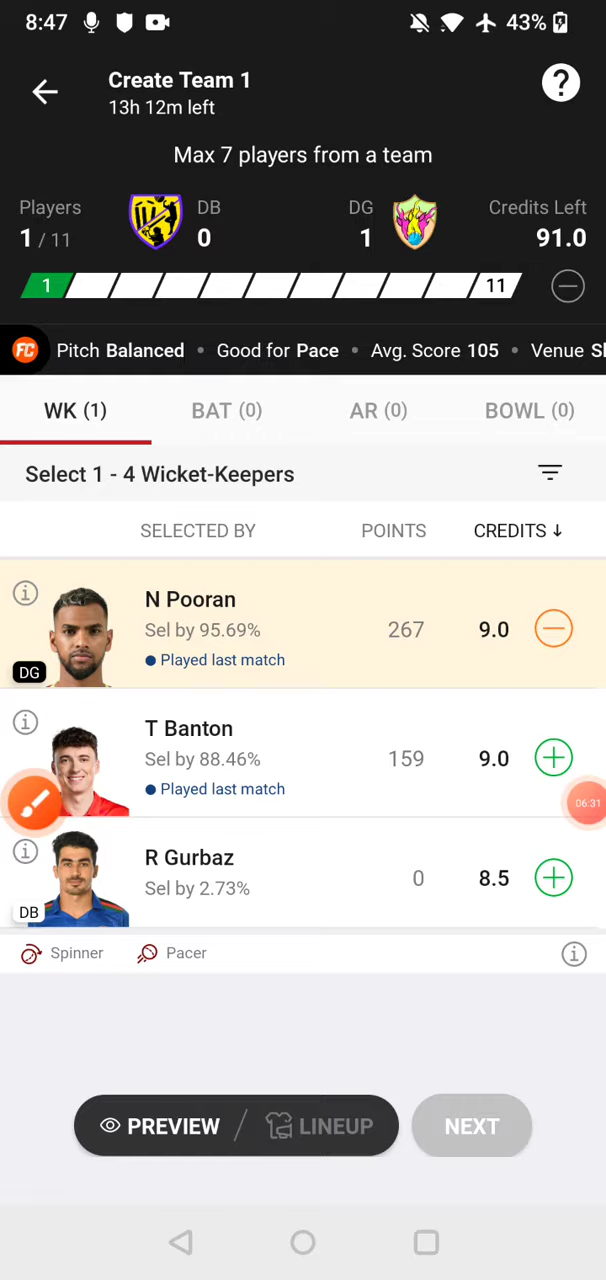 8:47 43%
Create Team 1
13h 12m left
?
Max 7 players from a team
Players DB DG Credits Left
1 / 11 0 1 91.0
1 11
FC Pitch Balanced • Good for Pace • Avg. Score 105 • Venue
WK (1) BAT (0) AR (0) BOWL (0)
Select 1 - 4 Wicket-Keepers
SELECTED BY POINTS CREDITS ↓
N Pooran
Sel by 95.69% 267 9.0
Played last match
DG
T Banton
Sel by 88.46% 159 9.0
Played last match
06:31
R Gurbaz
Sel by 2.73% 0 8.5
DB
Spinner Pacer
PREVIEW / LINEUP NEXT